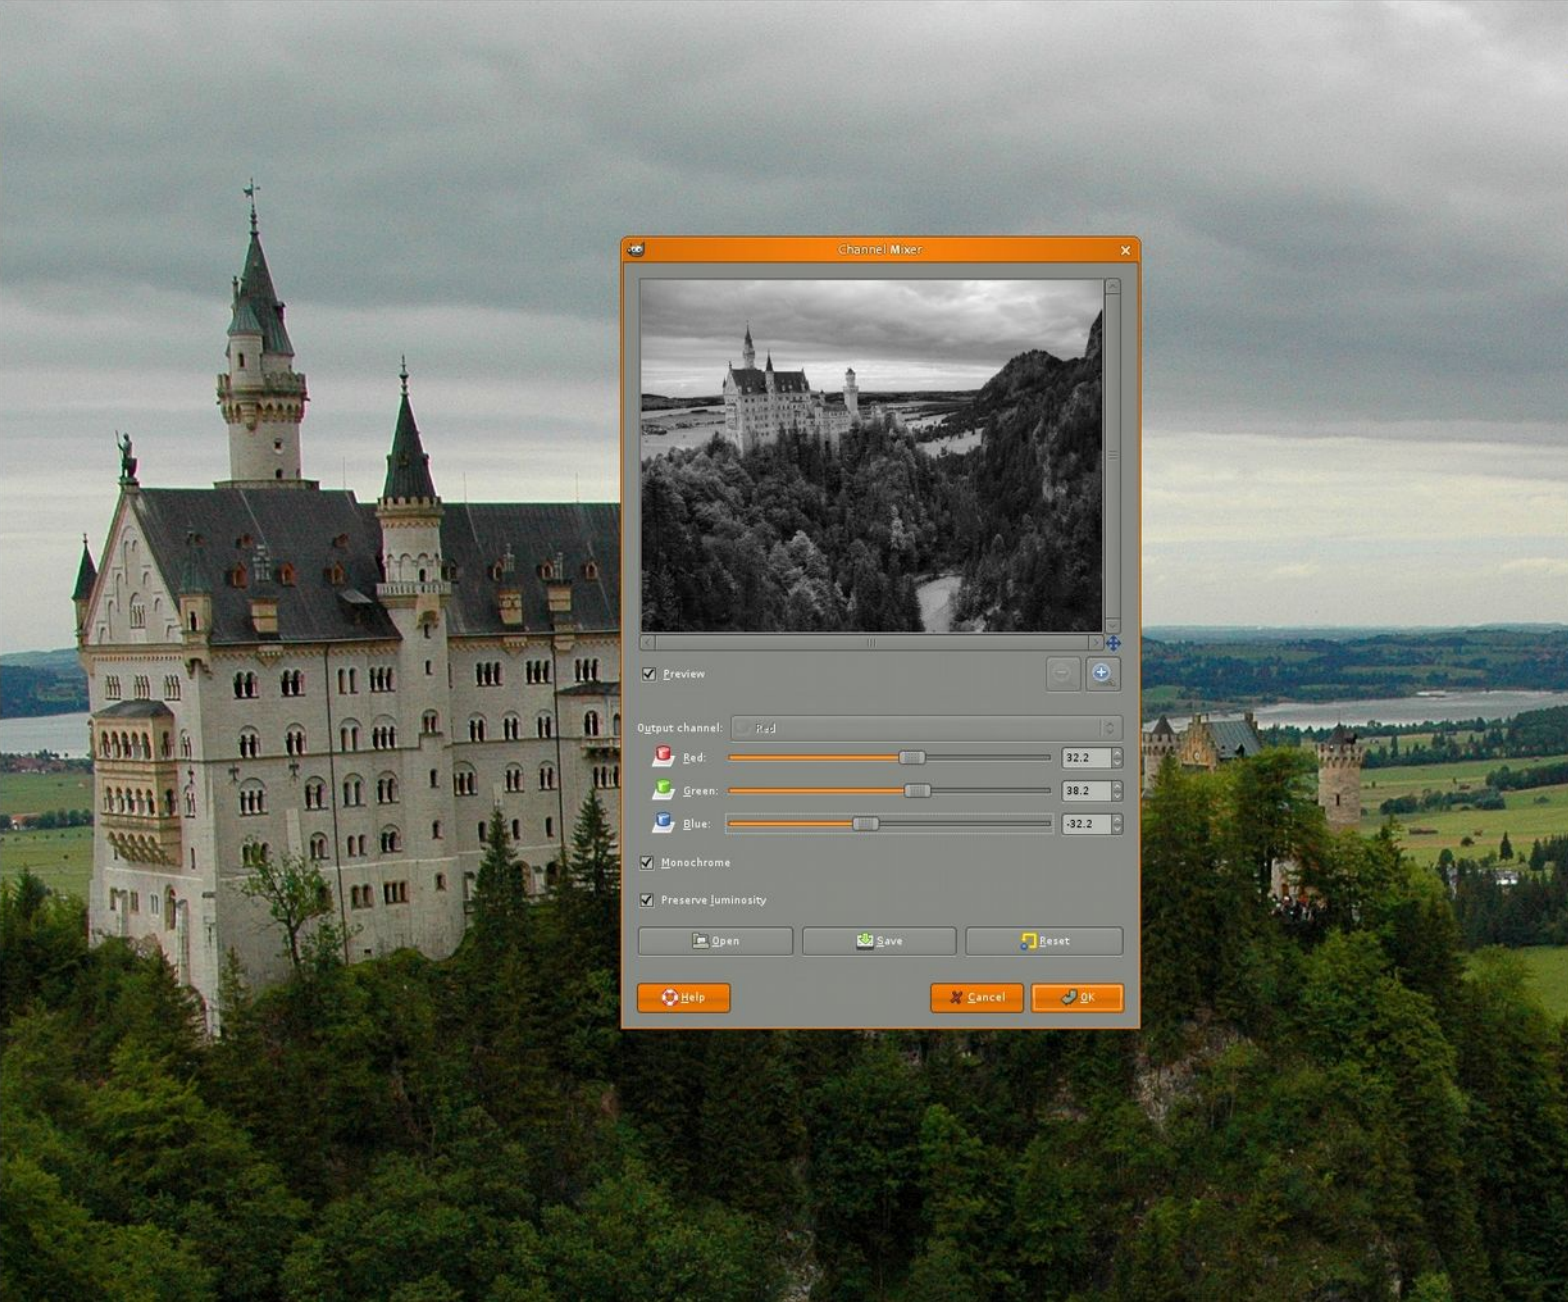 Channel Mixer
Preview
Output channel: Red
Red: 32.2
Green: 38.2
Blue: -32.2
Monochrome
Preserve luminosity
Open Save Reset
Help Cancel OK